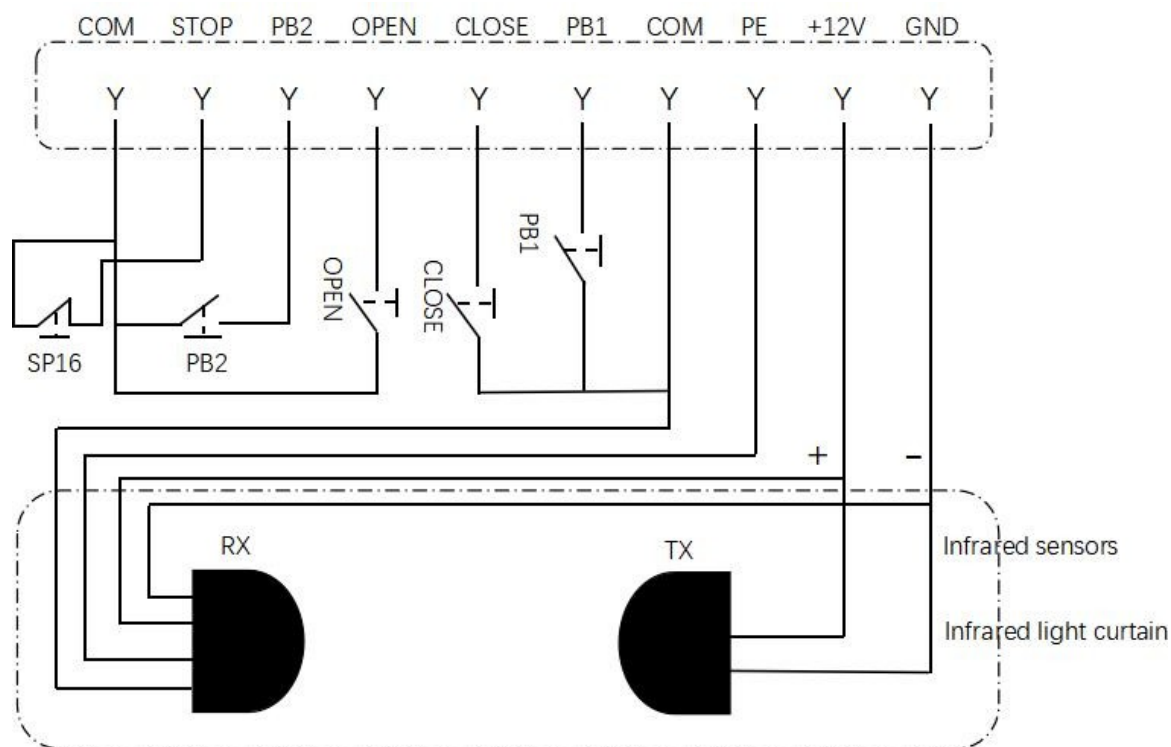 COM STOP PB2 OPEN CLOSE PB1 COM PE +12V GND
Y Y Y Y Y Y Y Y Y Y
PB1
OPEN
CLOSE
SP16
PB2
+ -
RX
TX
Infrared sensors
Infrared light curtain